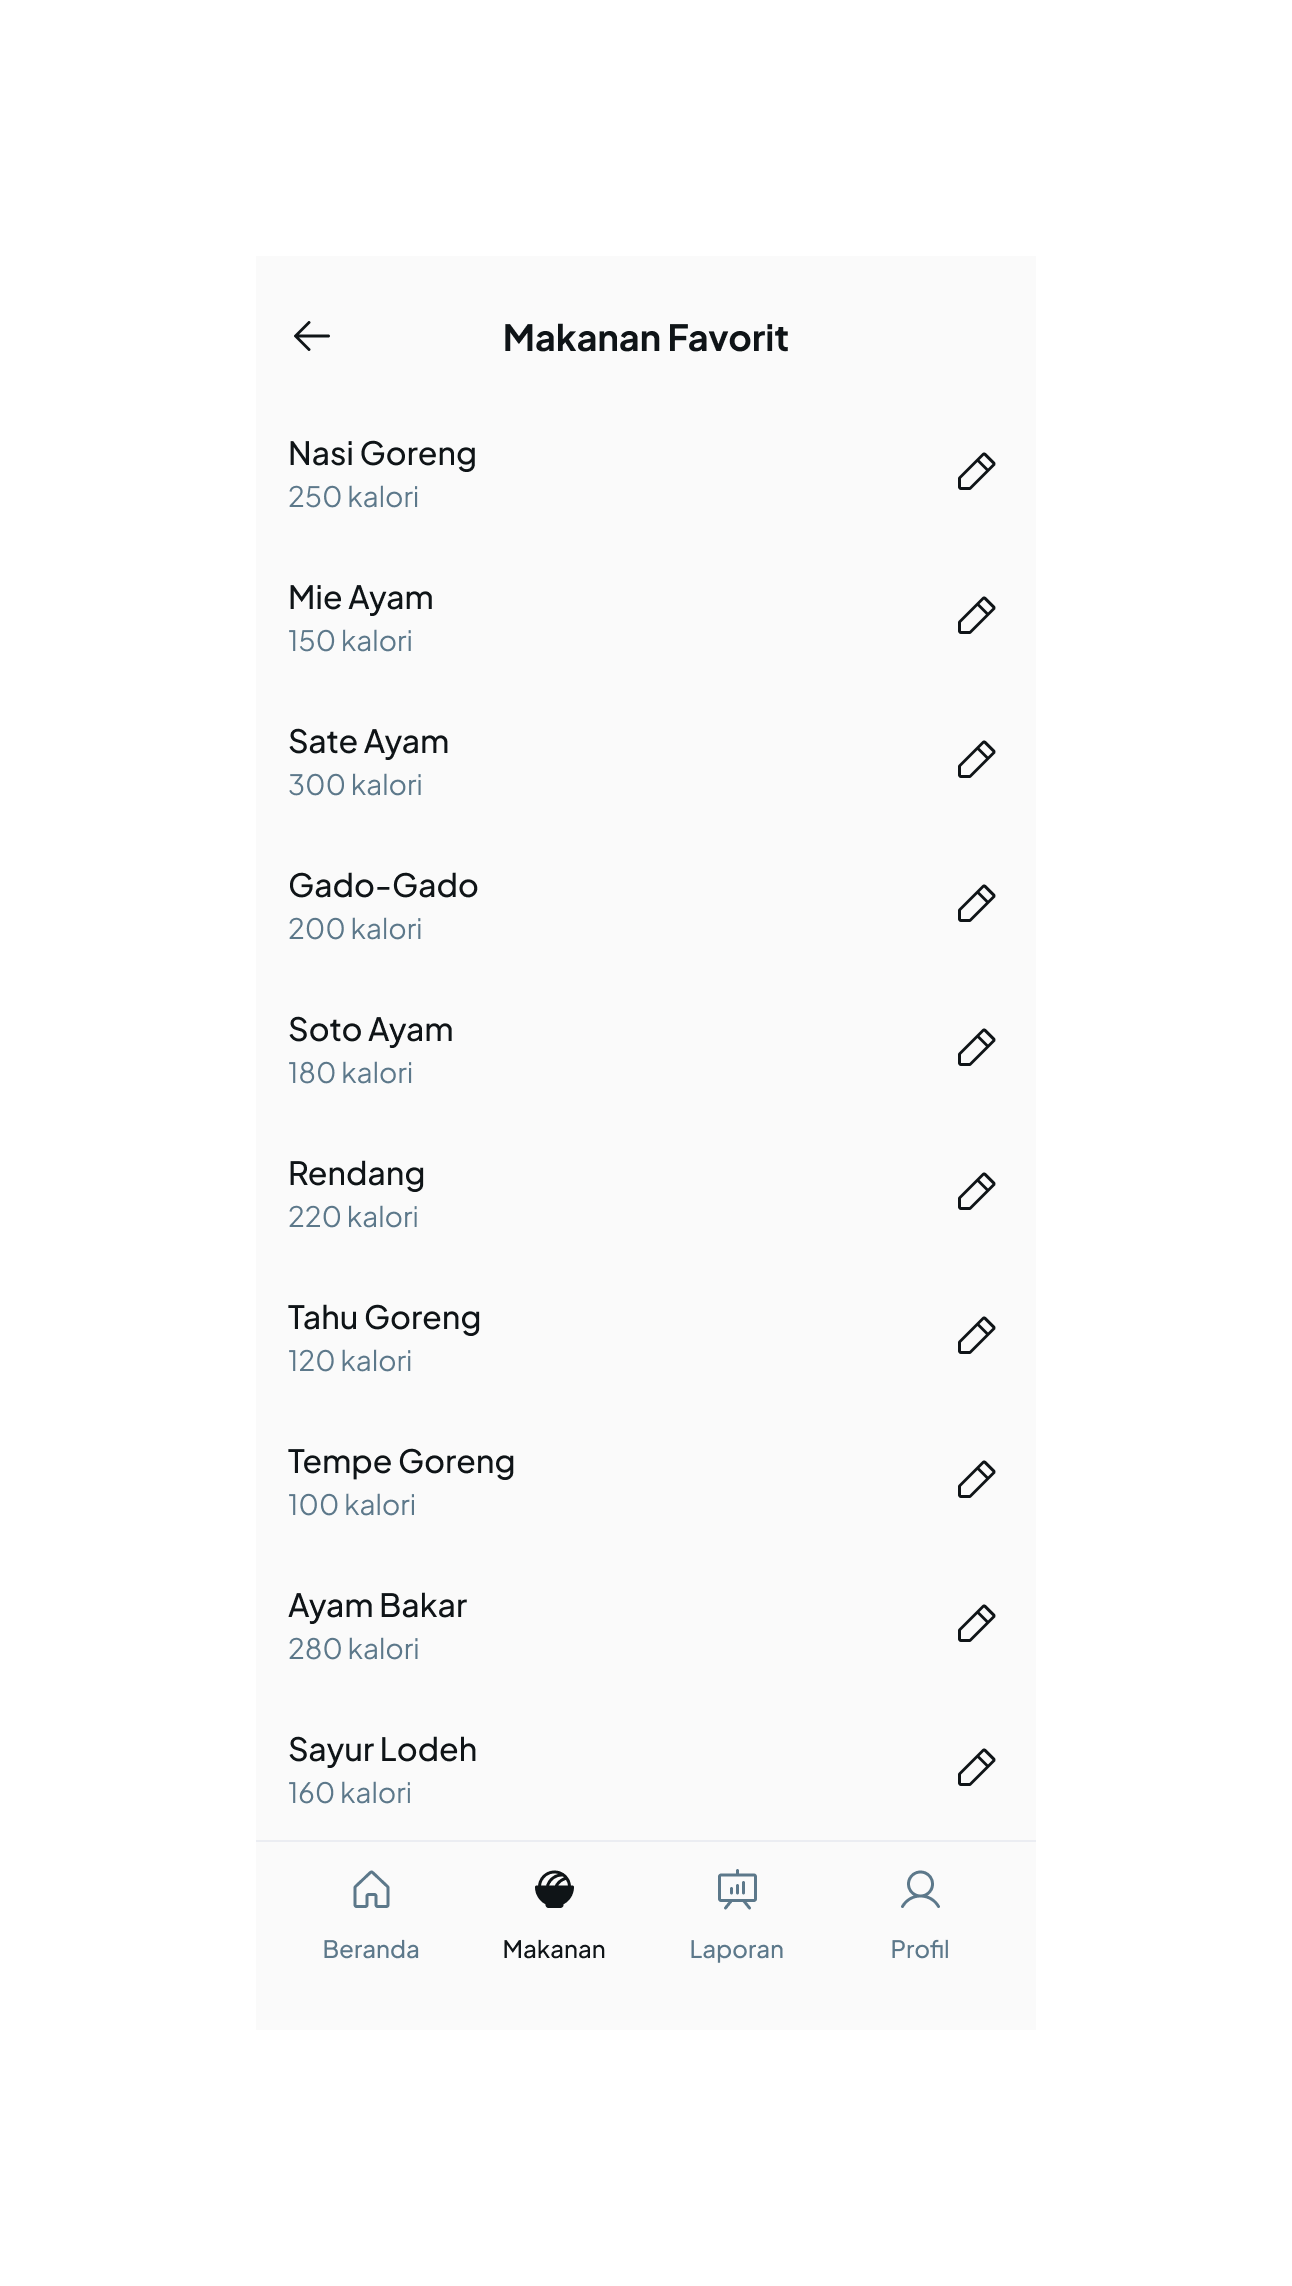 Makanan Favorit
Nasi Goreng
250 kalori
Mie Ayam
150 kalori
Sate Ayam
300 kalori
Gado-Gado
200 kalori
Soto Ayam
180 kalori
Rendang
220 kalori
Tahu Goreng
120 kalori
Tempe Goreng
100 kalori
Ayam Bakar
280 kalori
Sayur Lodeh
160 kalori
Beranda Makanan Laporan Profil